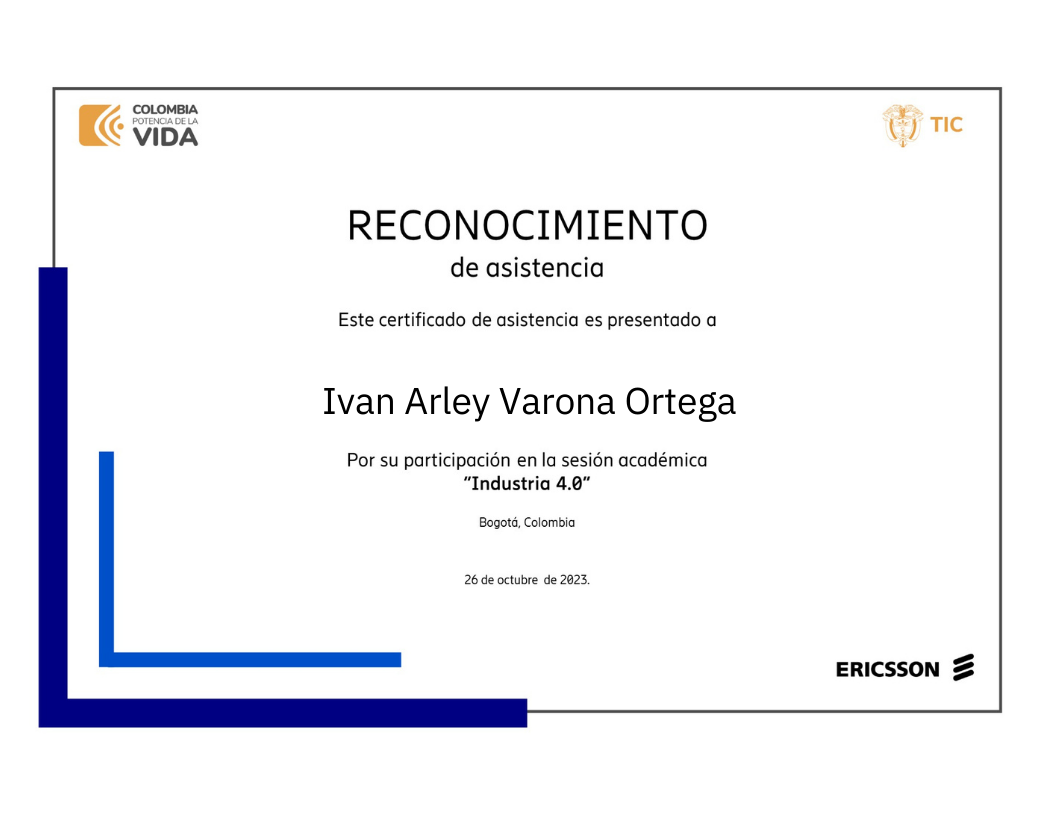 COLOMBIA
POTENCIA DE LA
VIDA
TIC
RECONOCIMIENTO
de asistencia
Este certificado de asistencia es presentado a
Ivan Arley Varona Ortega
Por su participación en la sesión académica
"Industria 4.0"
Bogotá, Colombia
26 de octubre de 2023.
ERICSSON